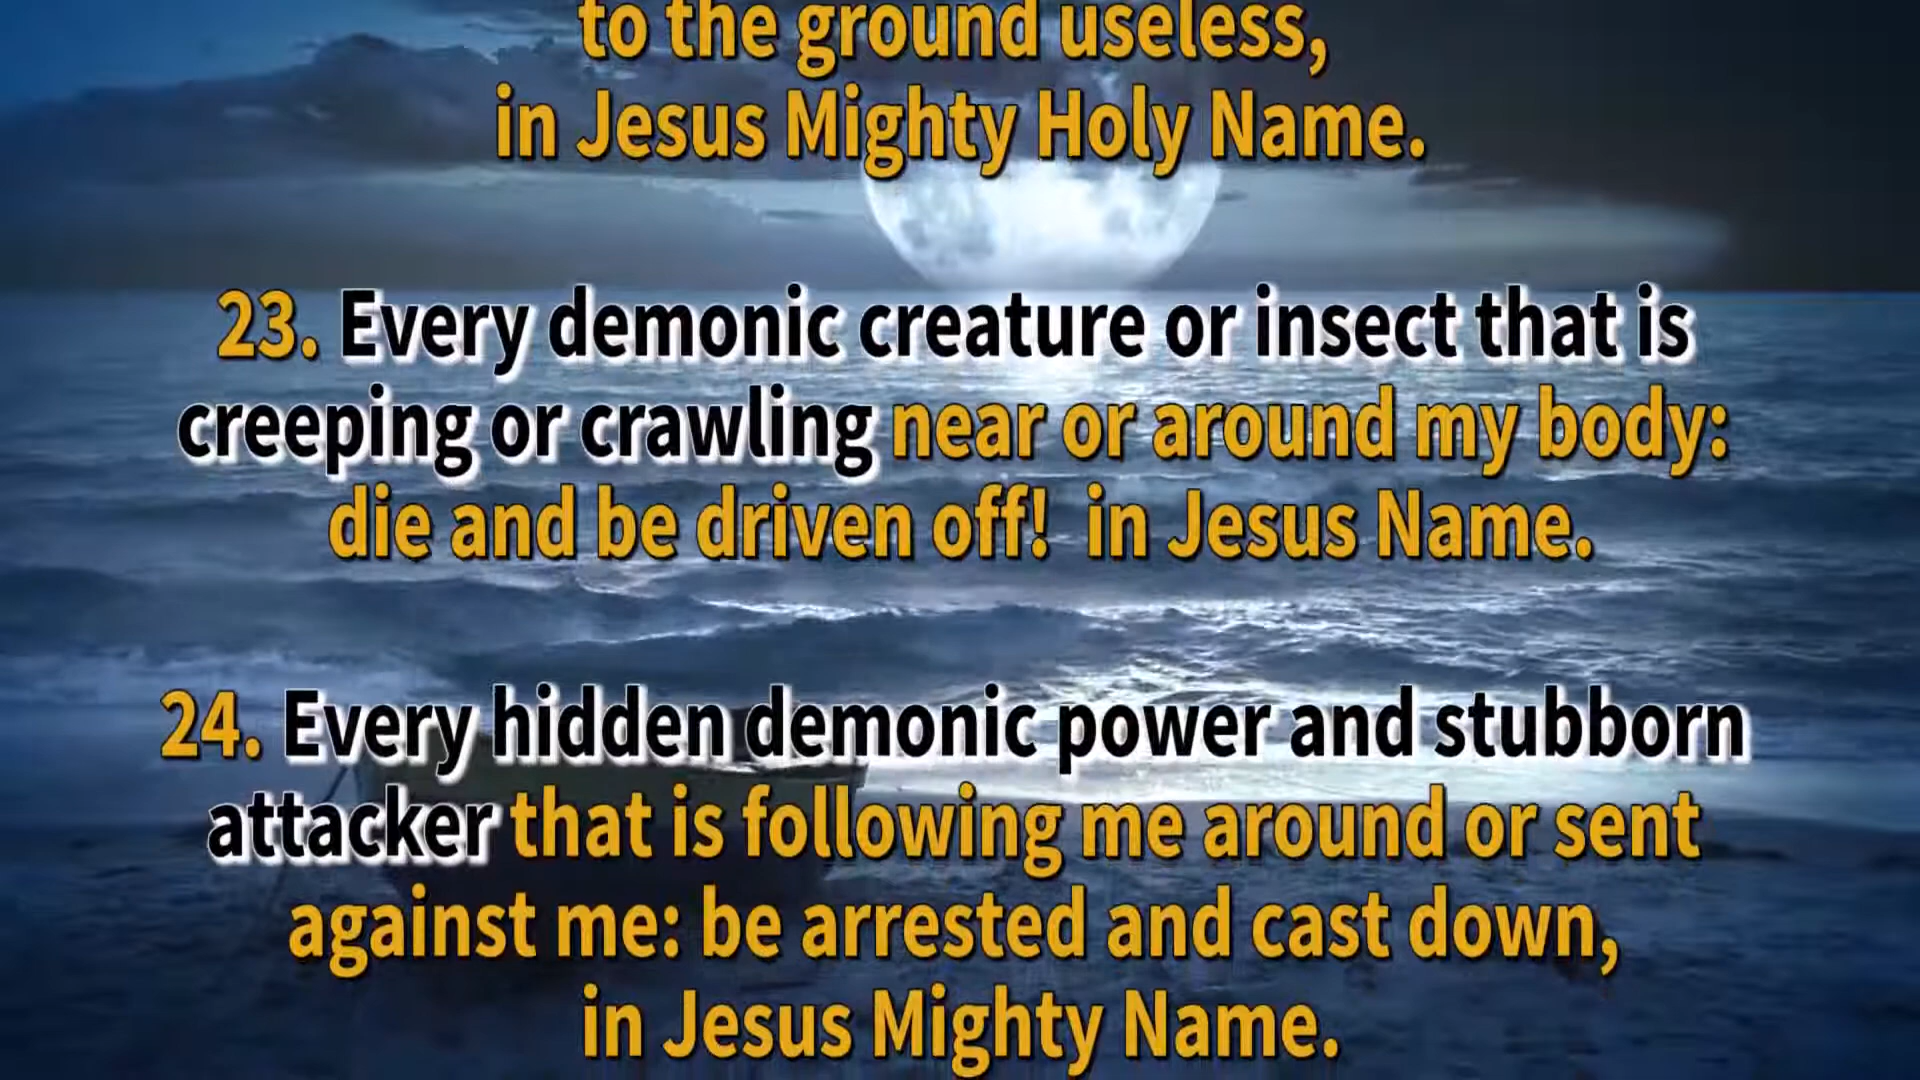 to the ground useless,
in Jesus Mighty Holy Name.
23. Every demonic creature or insect that is
creeping or crawling near or around my body:
die and be driven off!  in Jesus Name.
24. Every hidden demonic power and stubborn
attacker that is following me around or sent
against me: be arrested and cast down,
in Jesus Mighty Name.